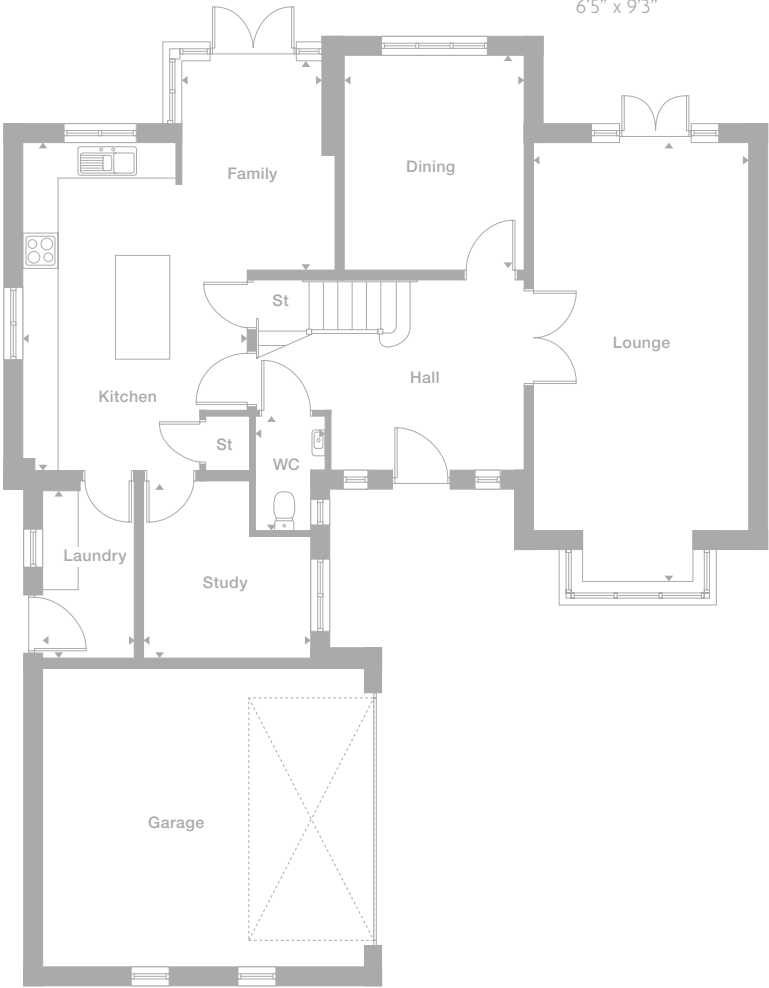 6'5" x 9'3"
Family
Dining
St
Lounge
Hall
Kitchen
St
WC
Laundry
Study
Garage